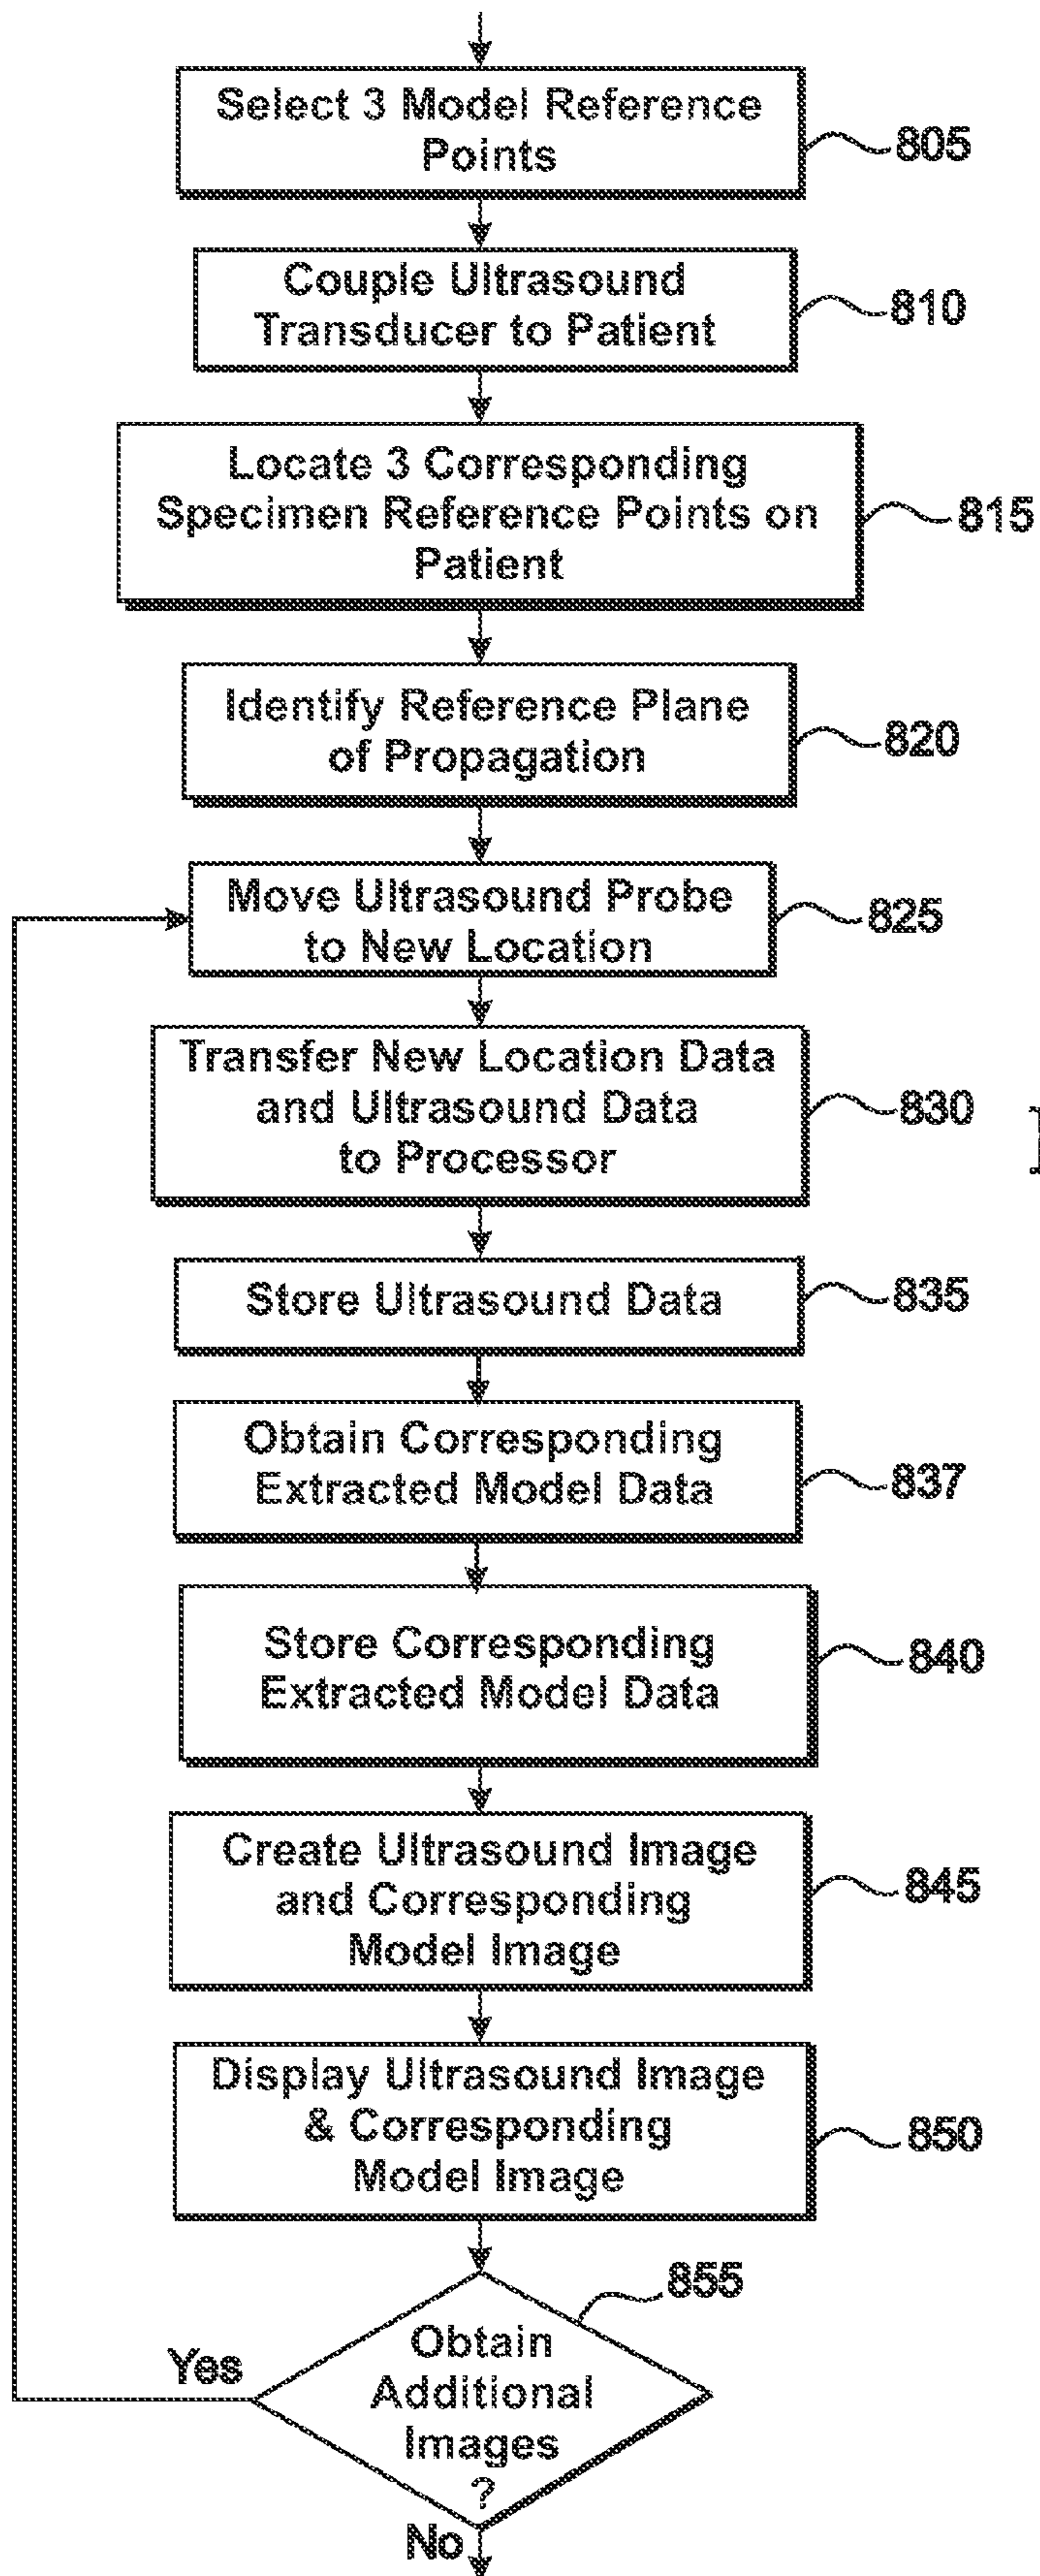 Select 3 Model Reference
Points
805
Couple Ultrasound
Transducer to Patient
810
Locate 3 Corresponding
Specimen Reference Points on
Patient
815
Identify Reference Plane
of Propagation
820
Move Ultrasound Probe
to New Location
825
Transfer New Location Data
and Ultrasound Data
to Processor
830
Store Ultrasound Data
835
Obtain Corresponding
Extracted Model Data
837
Store Corresponding
Extracted Model Data
840
Create Ultrasound Image
and Corresponding
Model Image
845
Display Ultrasound Image
& Corresponding
Model Image
850
855
Obtain
Additional
Images
?
Yes
No